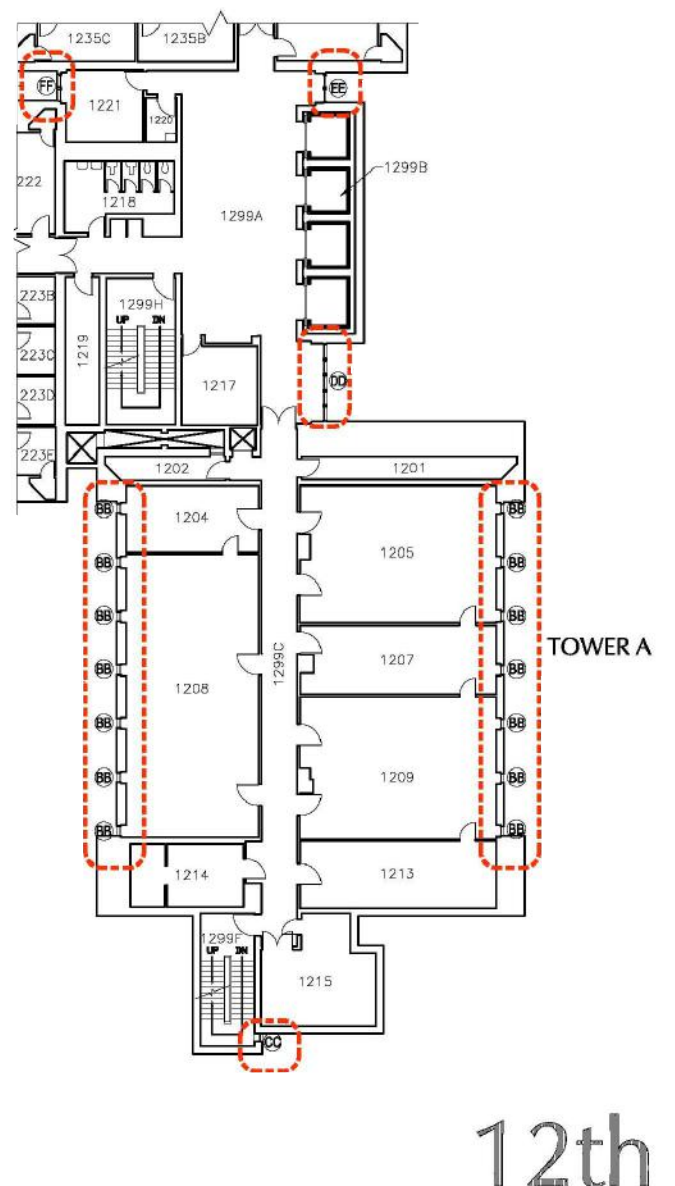 1235C 1235B
FF EE
1221
1220
1299B
222
1218
1299A
223B
1299H
UP DN
1219
223C
1217
DD
223D
223E
1202 1201
1204
BB BB
1205
BB BB
BB BB
TOWER A
1299C
1207
BB BB
1208
BB BB
1209
BB BB
BB BB
1214 1213
1299F
UP DN
1215
CC
12th